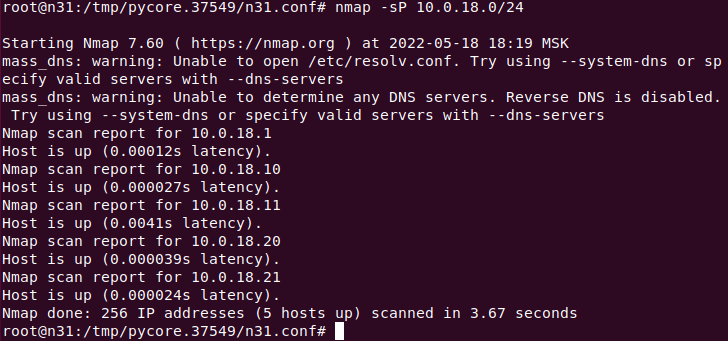 root@n31:/tmp/pycore.37549/n31.conf# nmap -sP 10.0.18.0/24
Starting Nmap 7.60 ( https://nmap.org ) at 2022-05-18 18:19 MSK
mass_dns: warning: Unable to open /etc/resolv.conf. Try using --system-dns or sp
ecify valid servers with --dns-servers
mass_dns: warning: Unable to determine any DNS servers. Reverse DNS is disabled.
 Try using --system-dns or specify valid servers with --dns-servers
Nmap scan report for 10.0.18.1
Host is up (0.00012s latency).
Nmap scan report for 10.0.18.10
Host is up (0.000027s latency).
Nmap scan report for 10.0.18.11
Host is up (0.0041s latency).
Nmap scan report for 10.0.18.20
Host is up (0.000039s latency).
Nmap scan report for 10.0.18.21
Host is up (0.000024s latency).
Nmap done: 256 IP addresses (5 hosts up) scanned in 3.67 seconds
root@n31:/tmp/pycore.37549/n31.conf#